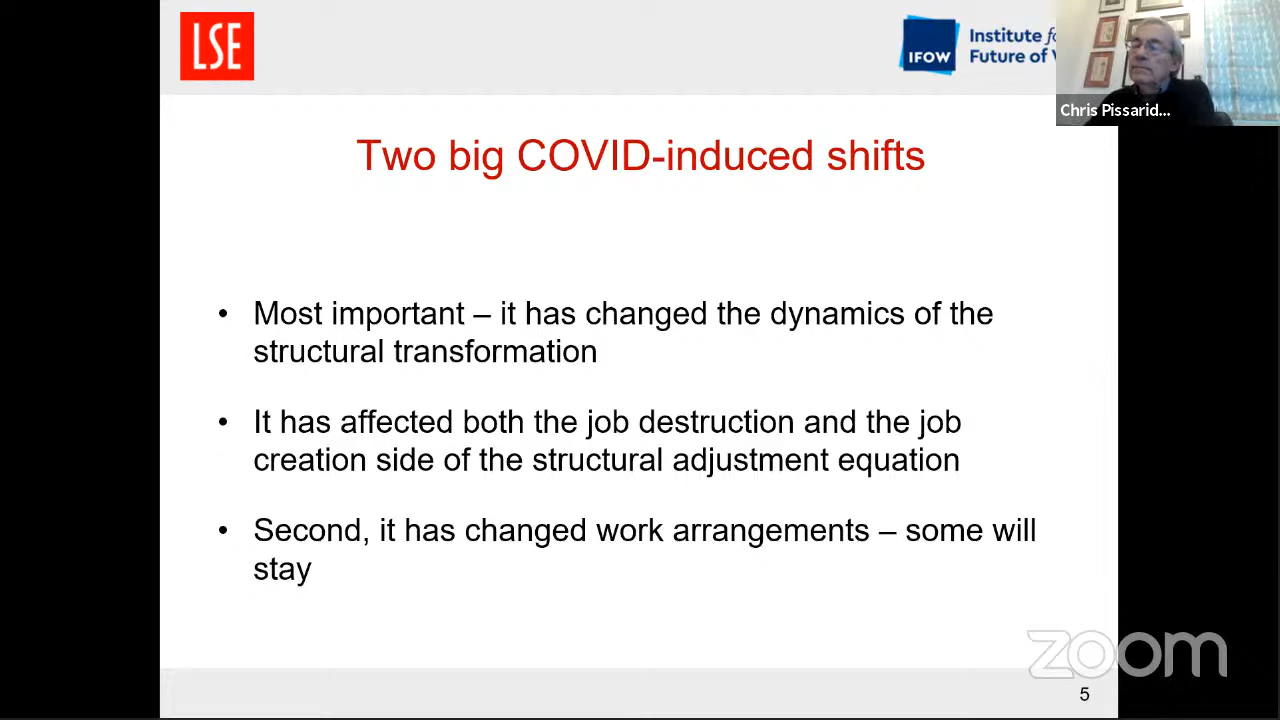 LSE
IFOW
Institute for
Future of
Chris Pissarid...
Two big COVID-induced shifts
• Most important – it has changed the dynamics of the
structural transformation
• It has affected both the job destruction and the job
creation side of the structural adjustment equation
• Second, it has changed work arrangements – some will
stay
zoom
5